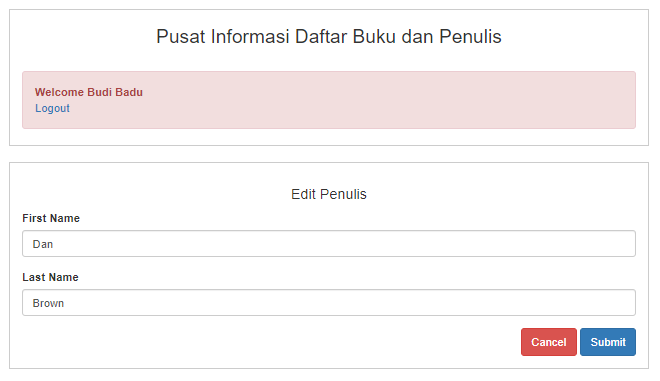 Pusat Informasi Daftar Buku dan Penulis
Welcome Budi Badu
Logout
Edit Penulis
First Name
Dan
Last Name
Brown
Cancel Submit